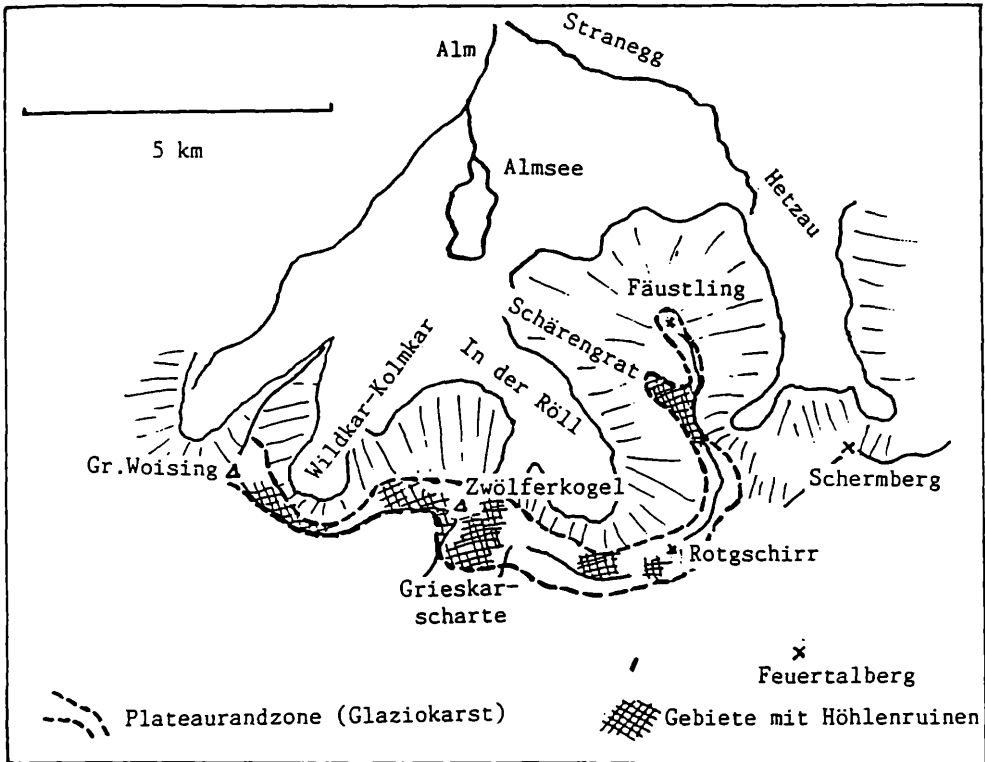 Stranegg
Alm
5 km
Almsee
Hetzau
Fäustling
Schärengrat
In der Röll
Wildkar-Kolmkar
Gr.Woising
Zwölferkogel
Schermberg
Rotgschirr
Grieskar-
scharte
Feuertalberg
Plateaurandzone (Glaziokarst)
Gebiete mit Höhlenruinen